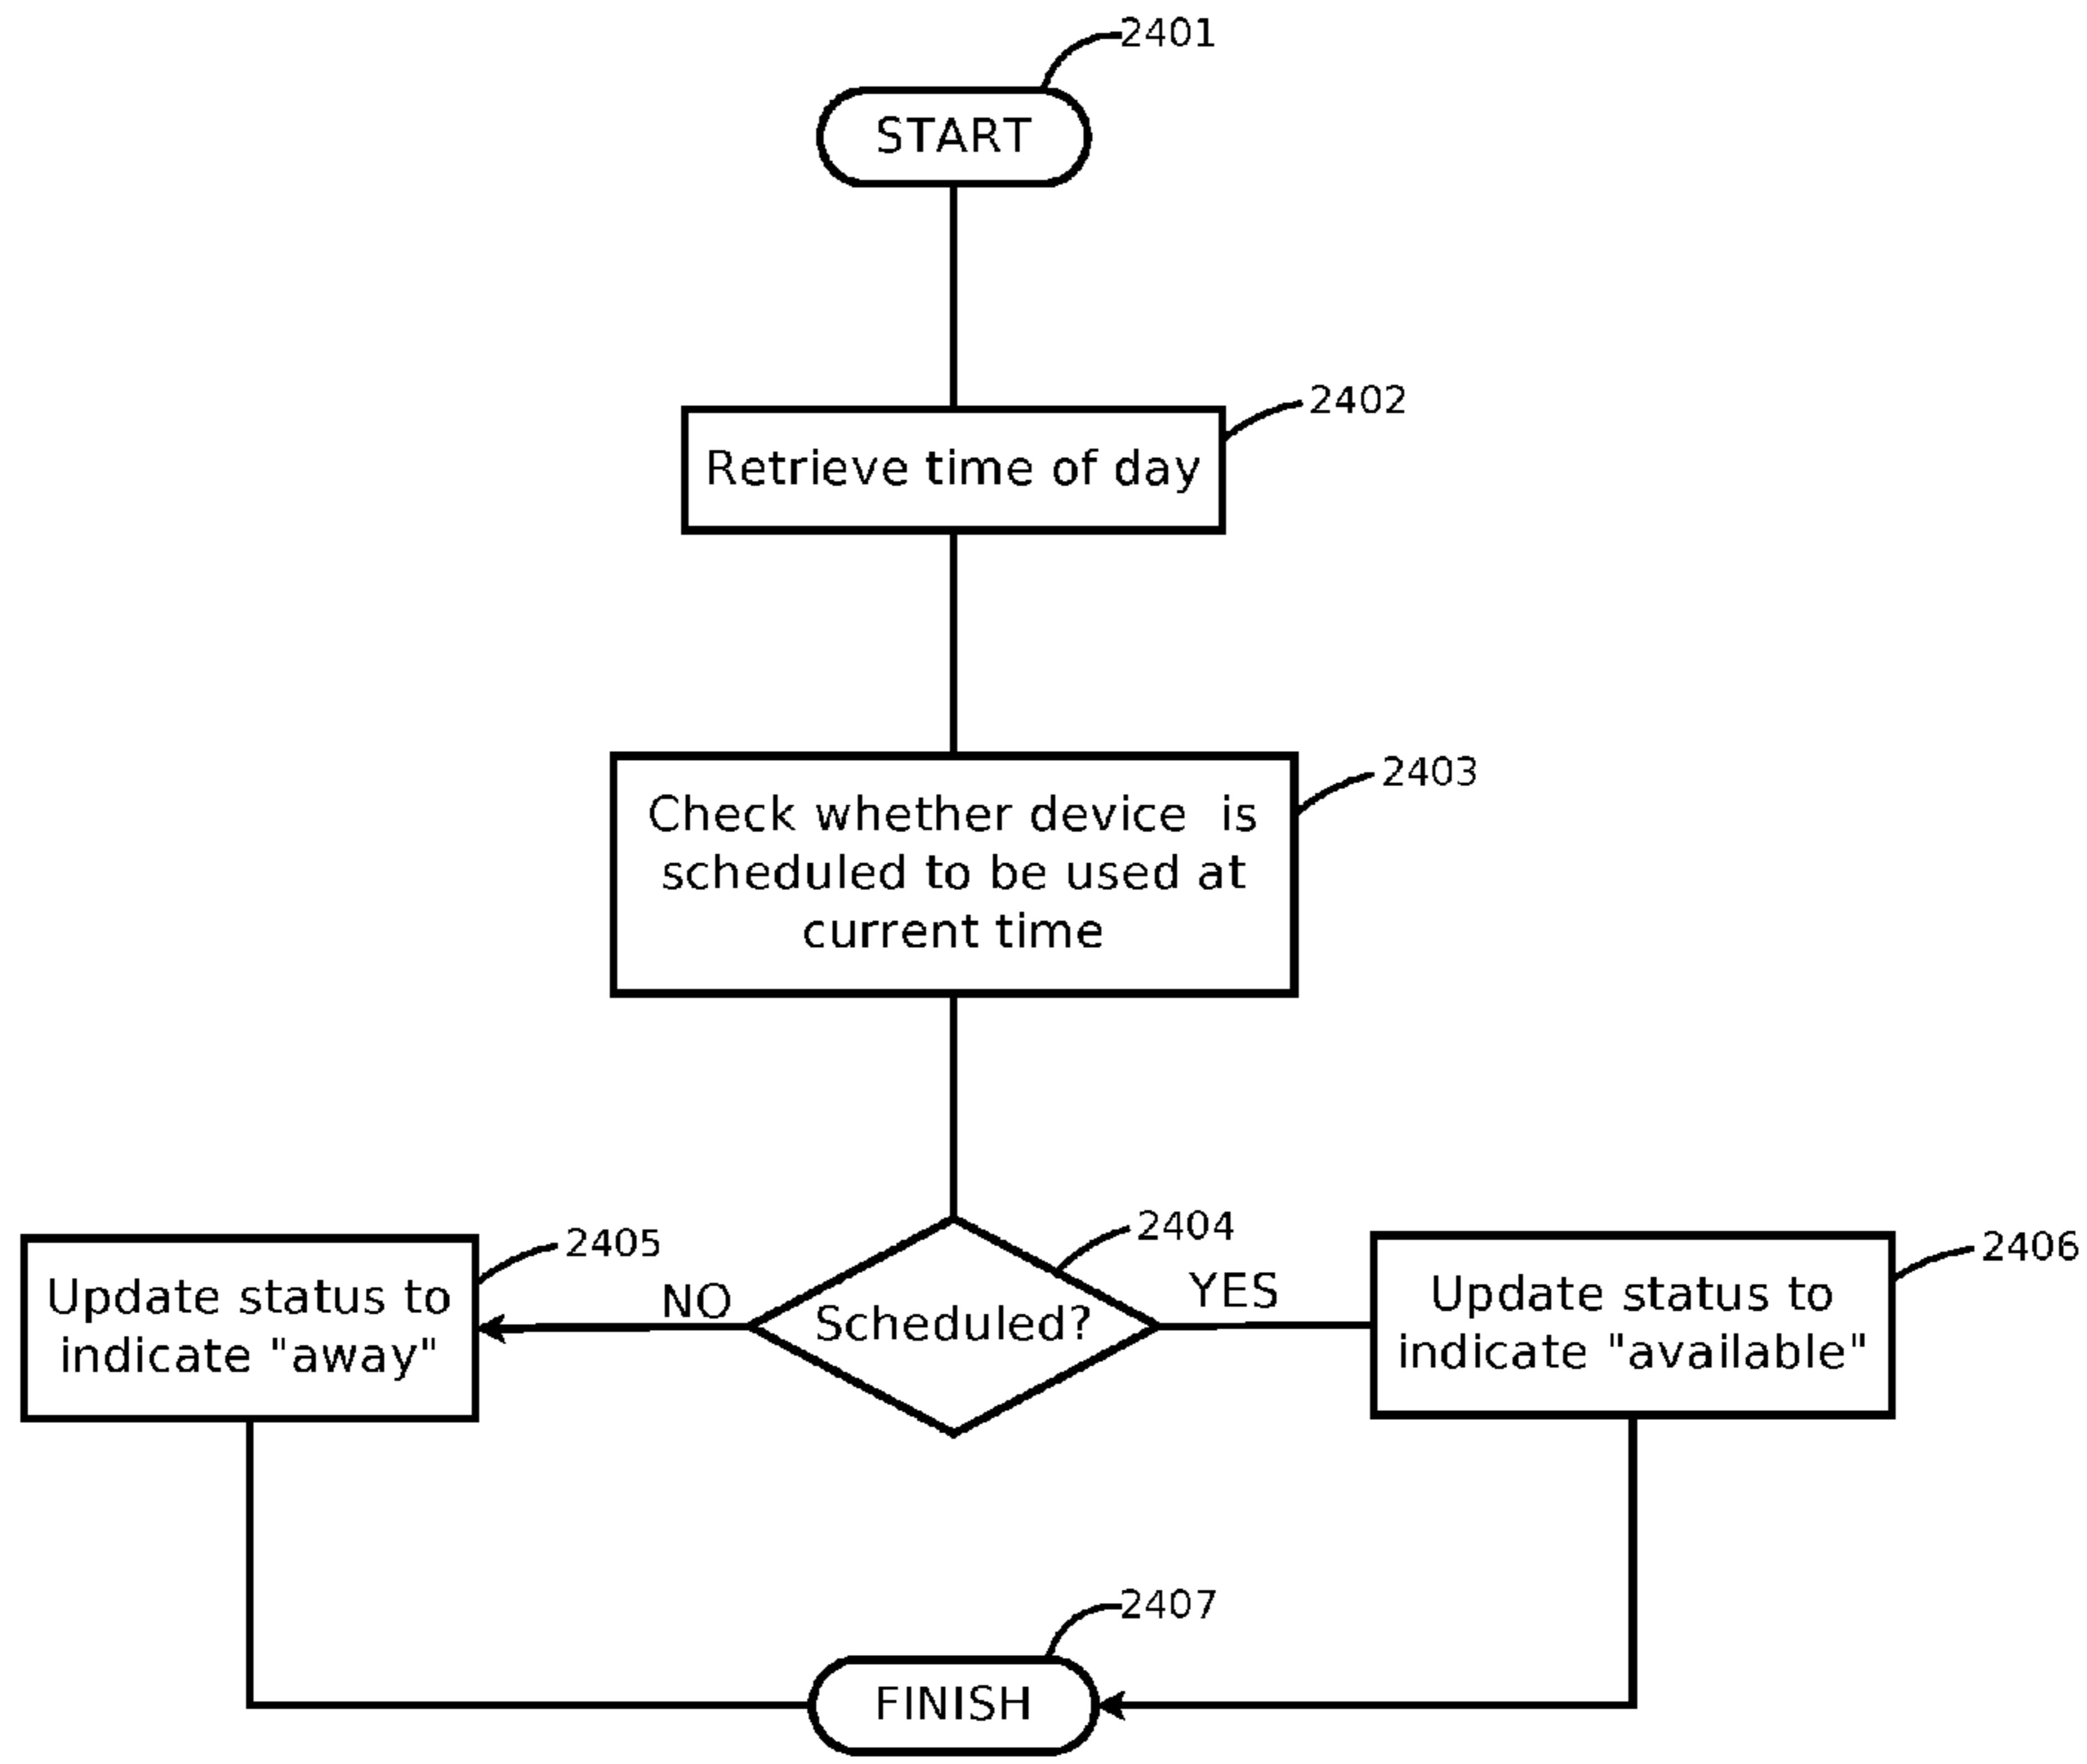 2401
START
2402
Retrieve time of day
2403
Check whether device is
scheduled to be used at
current time
2404
Scheduled?
NO
YES
2405
Update status to
indicate "away"
2406
Update status to
indicate "available"
2407
FINISH